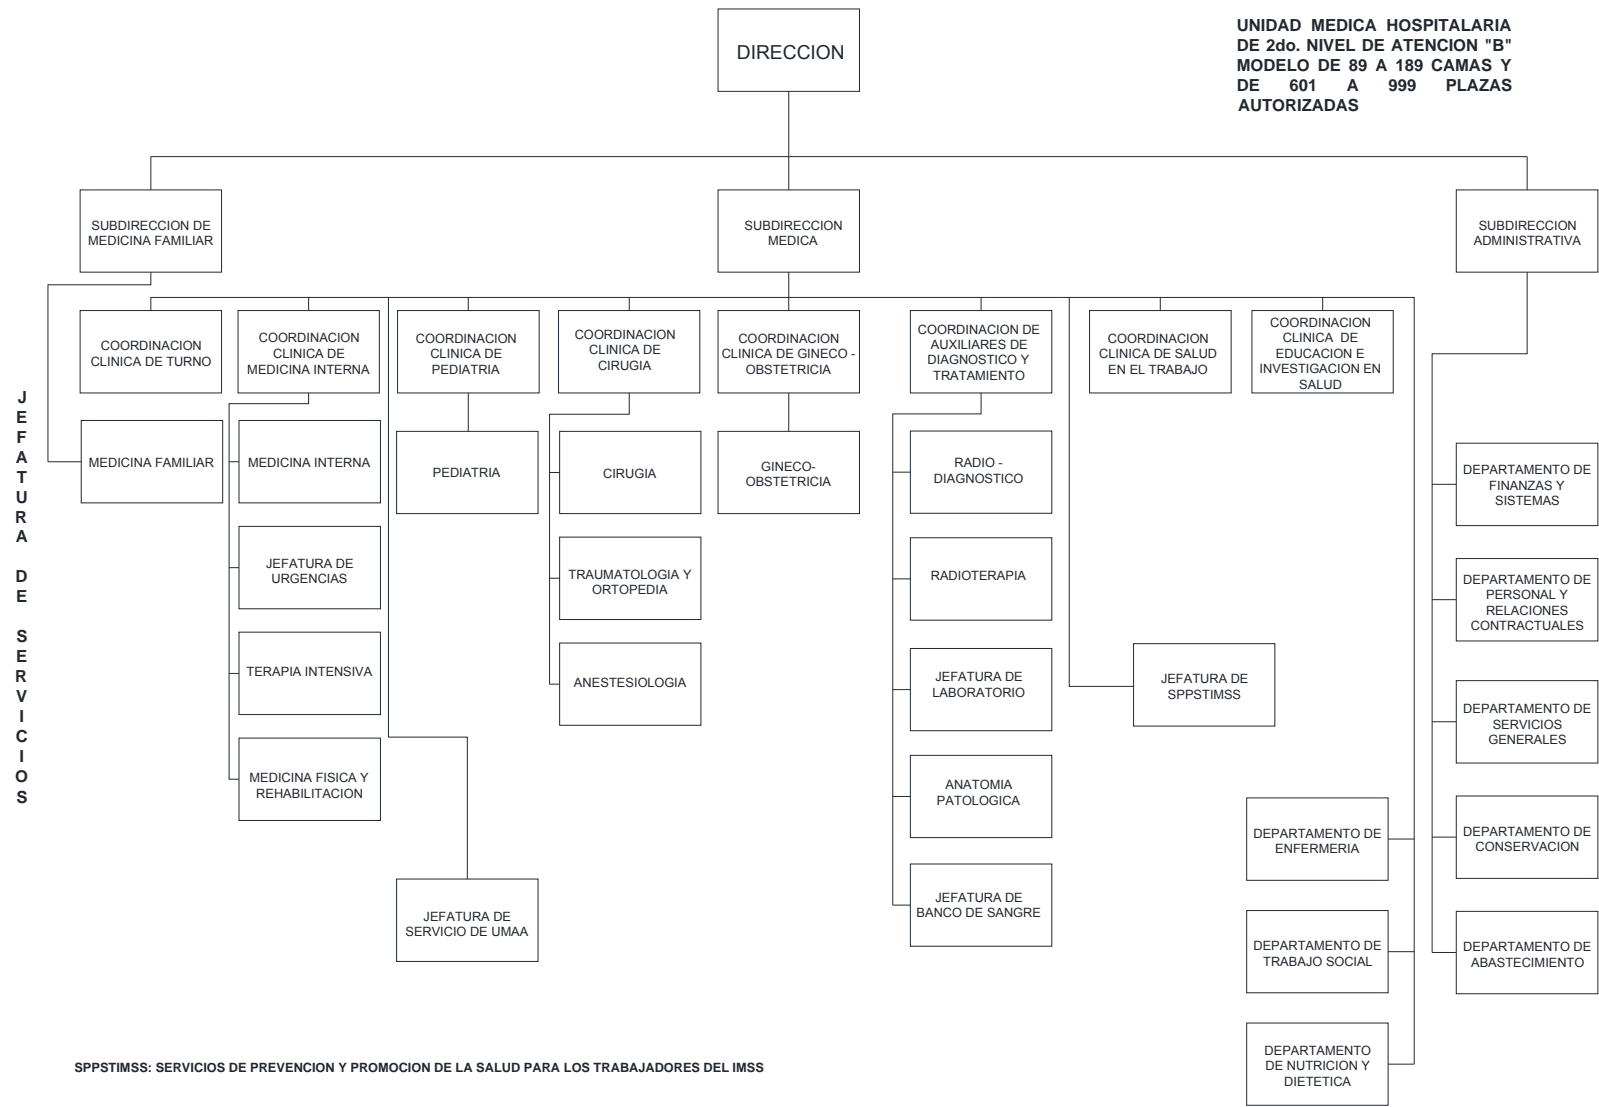 DIRECCION
UNIDAD MEDICA HOSPITALARIA
DE 2do. NIVEL DE ATENCION "B"
MODELO DE 89 A 189 CAMAS Y
DE 601 A 999 PLAZAS
AUTORIZADAS
SUBDIRECCION DE
MEDICINA FAMILIAR
SUBDIRECCION
MEDICA
SUBDIRECCION
ADMINISTRATIVA
COORDINACION
CLINICA DE TURNO
COORDINACION
CLINICA DE
MEDICINA INTERNA
COORDINACION
CLINICA DE
PEDIATRIA
COORDINACION
CLINICA DE
CIRUGIA
COORDINACION
CLINICA DE GINECO -
OBSTETRICIA
COORDINACION DE
AUXILIARES DE
DIAGNOSTICO Y
TRATAMIENTO
COORDINACION
CLINICA DE SALUD
EN EL TRABAJO
COORDINACION
CLINICA DE
EDUCACION E
INVESTIGACION EN
SALUD
JEFATURA DE SERVICIOS
MEDICINA FAMILIAR
MEDICINA INTERNA
JEFATURA DE
URGENCIAS
TERAPIA INTENSIVA
MEDICINA FISICA Y
REHABILITACION
PEDIATRIA
JEFATURA DE
SERVICIO DE UMAA
CIRUGIA
TRAUMATOLOGIA Y
ORTOPEDIA
ANESTESIOLOGIA
GINECO-
OBSTETRICIA
RADIO -
DIAGNOSTICO
RADIOTERAPIA
JEFATURA DE
LABORATORIO
ANATOMIA
PATOLOGICA
JEFATURA DE
BANCO DE SANGRE
JEFATURA DE
SPPSTIMSS
DEPARTAMENTO DE
ENFERMERIA
DEPARTAMENTO DE
TRABAJO SOCIAL
DEPARTAMENTO
DE NUTRICION Y
DIETETICA
DEPARTAMENTO DE
FINANZAS Y
SISTEMAS
DEPARTAMENTO DE
PERSONAL Y
RELACIONES
CONTRACTUALES
DEPARTAMENTO DE
SERVICIOS
GENERALES
DEPARTAMENTO DE
CONSERVACION
DEPARTAMENTO DE
ABASTECIMIENTO
SPPSTIMSS: SERVICIOS DE PREVENCION Y PROMOCION DE LA SALUD PARA LOS TRABAJADORES DEL IMSS